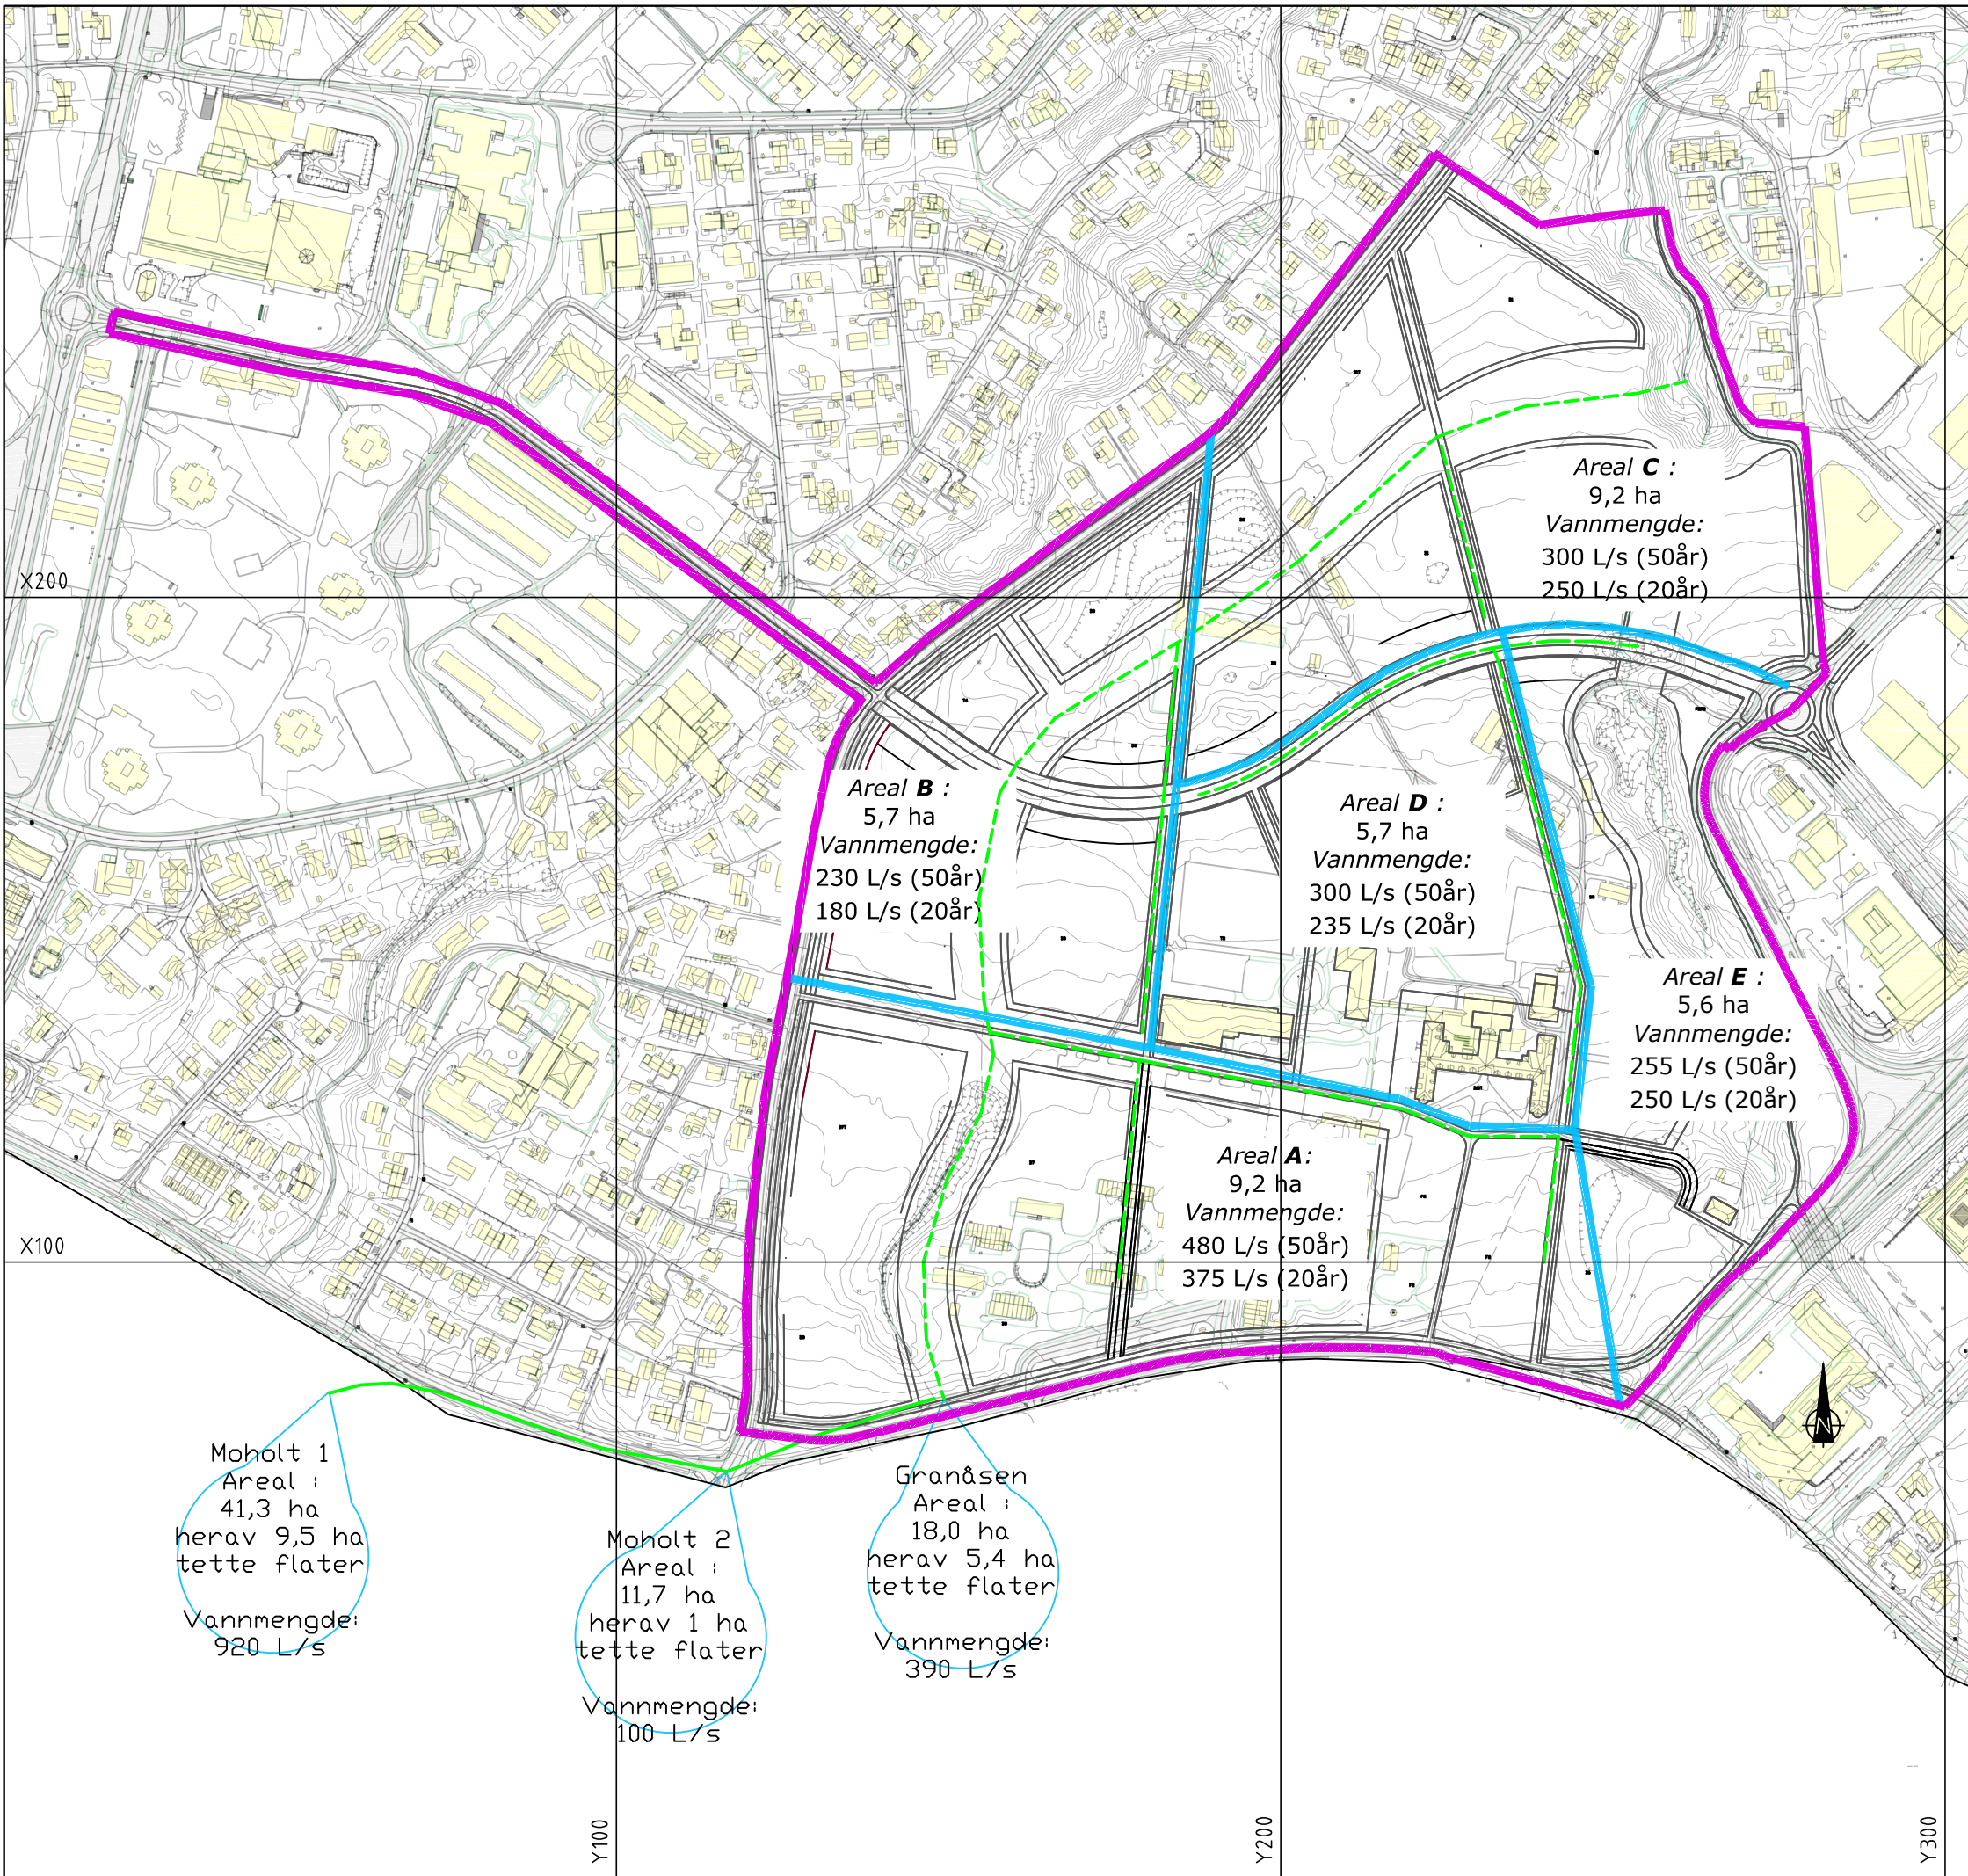 Areal C :
9,2 ha
Vannmengde:
300 L/s (50år)
250 L/s (20år)
X200
Areal B :
5,7 ha
Vannmengde:
230 L/s (50år)
180 L/s (20år)
Areal D :
5,7 ha
Vannmengde:
300 L/s (50år)
235 L/s (20år)
Areal E :
5,6 ha
Vannmengde:
255 L/s (50år)
250 L/s (20år)
Areal A:
9,2 ha
Vannmengde:
480 L/s (50år)
375 L/s (20år)
X100
N
Moholt 1
Areal :
41,3 ha
herav 9,5 ha
tette flater
Vannmengde:
920 L/s
Moholt 2
Areal :
11,7 ha
herav 1 ha
tette flater
Vannmengde:
100 L/s
Granåsen
Areal :
18,0 ha
herav 5,4 ha
tette flater
Vannmengde:
390 L/s
Y100
Y200
Y300